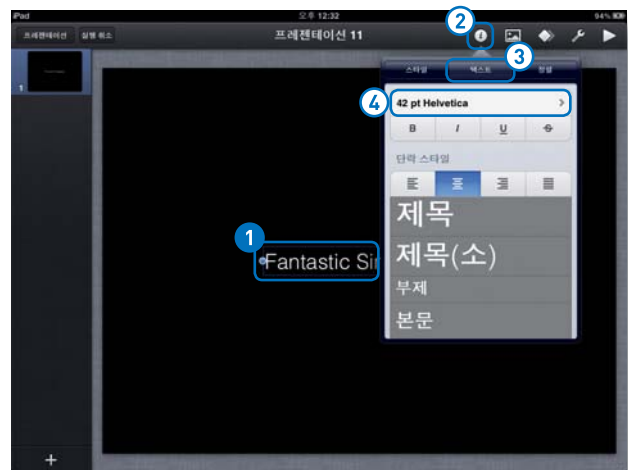 iPad
오후 12:32
94%
프레젠테이션
실행 취소
프레젠테이션 11
2
3
스타일
텍스트
정렬
4
42 pt Helvetica
B
I
U
S
단락 스타일
제목
제목(소)
부제
본문
1
Fantastic Sin
1
+